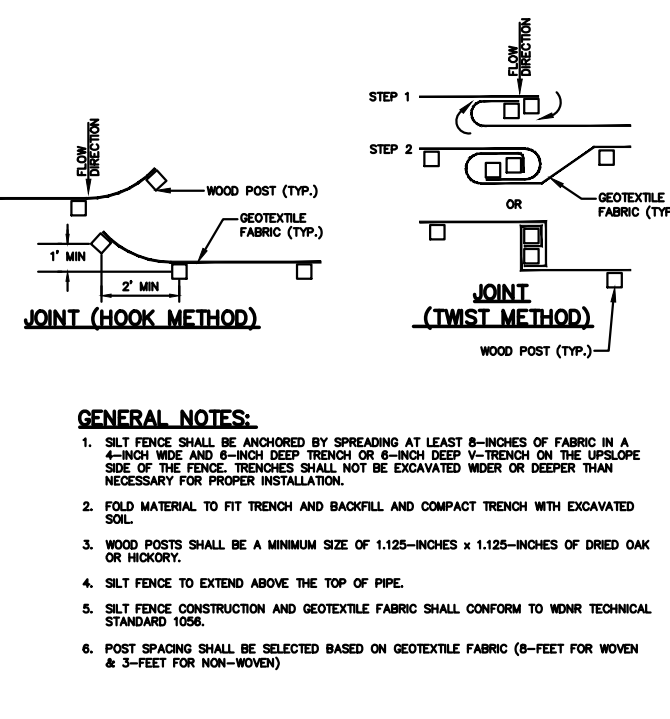 FLOW
DIRECTION
WOOD POST (TYP.)
GEOTEXTILE
FABRIC (TYP.)
1' MIN
2' MIN
JOINT (HOOK METHOD)
FLOW
DIRECTION
STEP 1
STEP 2
OR
GEOTEXTILE
FABRIC (TYP
JOINT
(TWIST METHOD)
WOOD POST (TYP.)
GENERAL NOTES:
1. SILT FENCE SHALL BE ANCHORED BY SPREADING AT LEAST 8-INCHES OF FABRIC IN A
4-INCH WIDE AND 6-INCH DEEP TRENCH OR 6-INCH DEEP V-TRENCH ON THE UPSLOPE
SIDE OF THE FENCE. TRENCHES SHALL NOT BE EXCAVATED WIDER OR DEEPER THAN
NECESSARY FOR PROPER INSTALLATION.
2. FOLD MATERIAL TO FIT TRENCH AND BACKFILL AND COMPACT TRENCH WITH EXCAVATED
SOIL.
3. WOOD POSTS SHALL BE A MINIMUM SIZE OF 1.125-INCHES x 1.125-INCHES OF DRIED OAK
OR HICKORY.
4. SILT FENCE TO EXTEND ABOVE THE TOP OF PIPE.
5. SILT FENCE CONSTRUCTION AND GEOTEXTILE FABRIC SHALL CONFORM TO WDNR TECHNICAL
STANDARD 1056.
6. POST SPACING SHALL BE SELECTED BASED ON GEOTEXTILE FABRIC (8-FEET FOR WOVEN
& 3-FEET FOR NON-WOVEN)